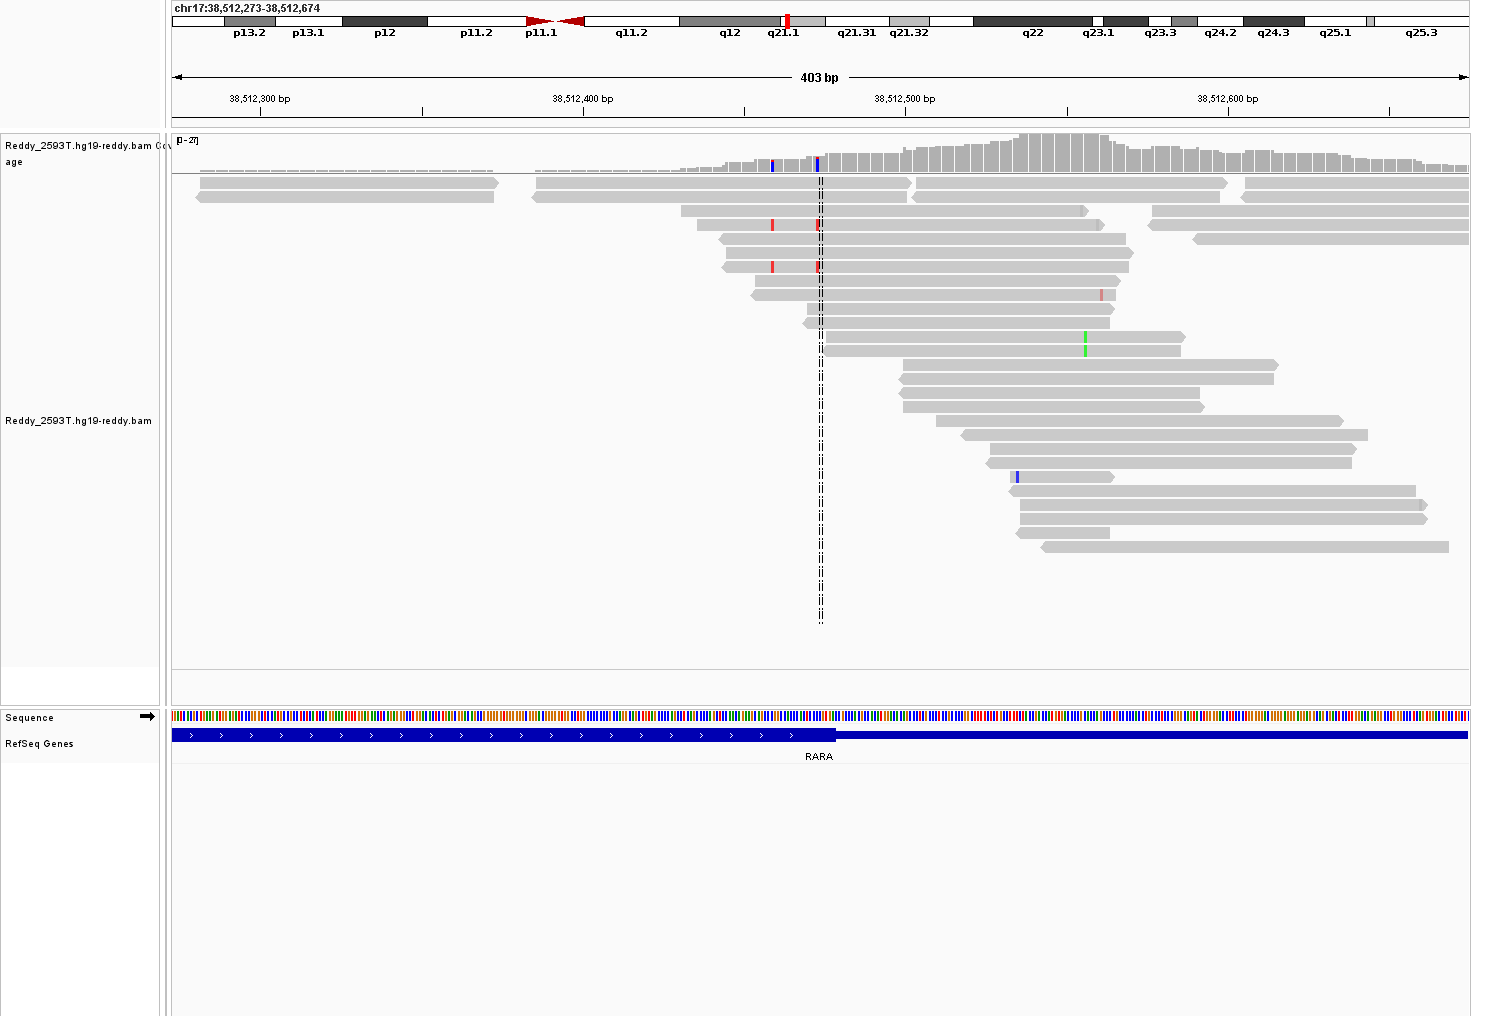 chr17:38,512,273-38,512,674
p13.2 p13.1 p12 p11.2 p11.1 q11.2 q12 q21.1 q21.31 q21.32 q22 q23.1 q23.3 q24.2 q24.3 q25.1 q25.3
403 bp
38,512,300 bp 38,512,400 bp 38,512,500 bp 38,512,600 bp
[0 - 27]
Reddy_2593T.hg19-reddy.bam Cov
age
Reddy_2593T.hg19-reddy.bam
Sequence
RefSeq Genes
RARA